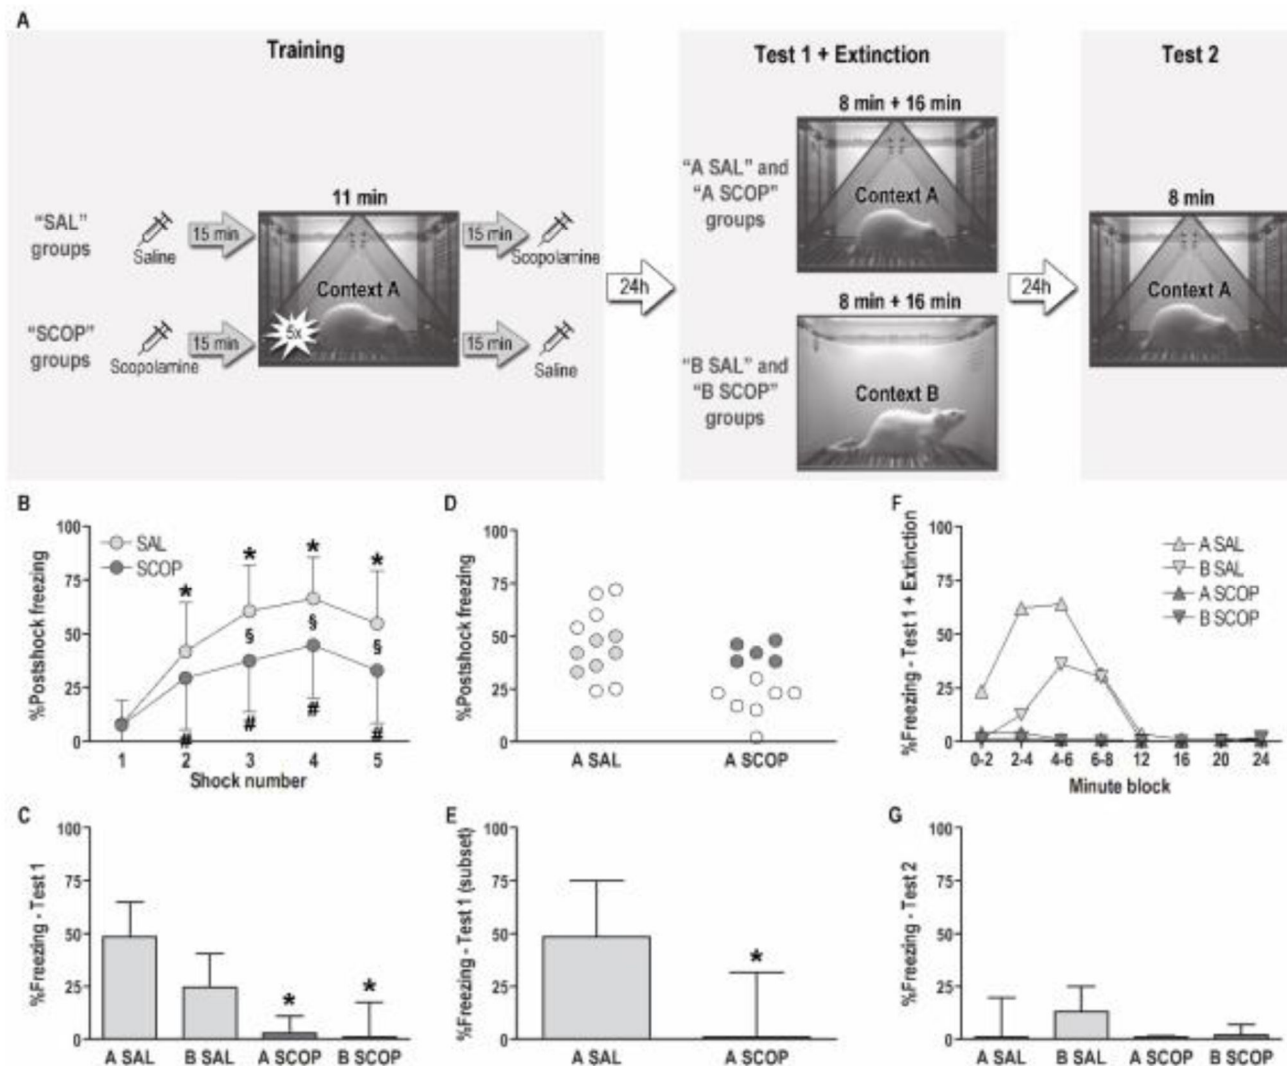 A
Training
Test 1 + Extinction
Test 2
8 min + 16 min
"A SAL" and
"A SCOP"
groups
Context A
11 min
8 min
"SAL"
groups
Saline
15 min
Context A
5x
15 min
Scopolamine
24h
24h
Context A
"SCOP"
groups
Scopolamine
15 min
15 min
Saline
8 min + 16 min
"B SAL" and
"B SCOP"
groups
Context B
B
%Postshock freezing
100
75
50
25
0
SAL
SCOP
* * * *
§ § §
# # # #
1 2 3 4 5
Shock number
D
%Postshock freezing
100
75
50
25
0
A SAL A SCOP
F
%Freezing - Test 1 + Extinction
100
75
50
25
0
A SAL
B SAL
A SCOP
B SCOP
0-2 2-4 4-6 6-8 12 16 20 24
Minute block
C
%Freezing - Test 1
100
75
50
25
0
* *
A SAL B SAL A SCOP B SCOP
E
%Freezing - Test 1 (subset)
100
75
50
25
0
*
A SAL A SCOP
G
%Freezing - Test 2
100
75
50
25
0
A SAL B SAL A SCOP B SCOP